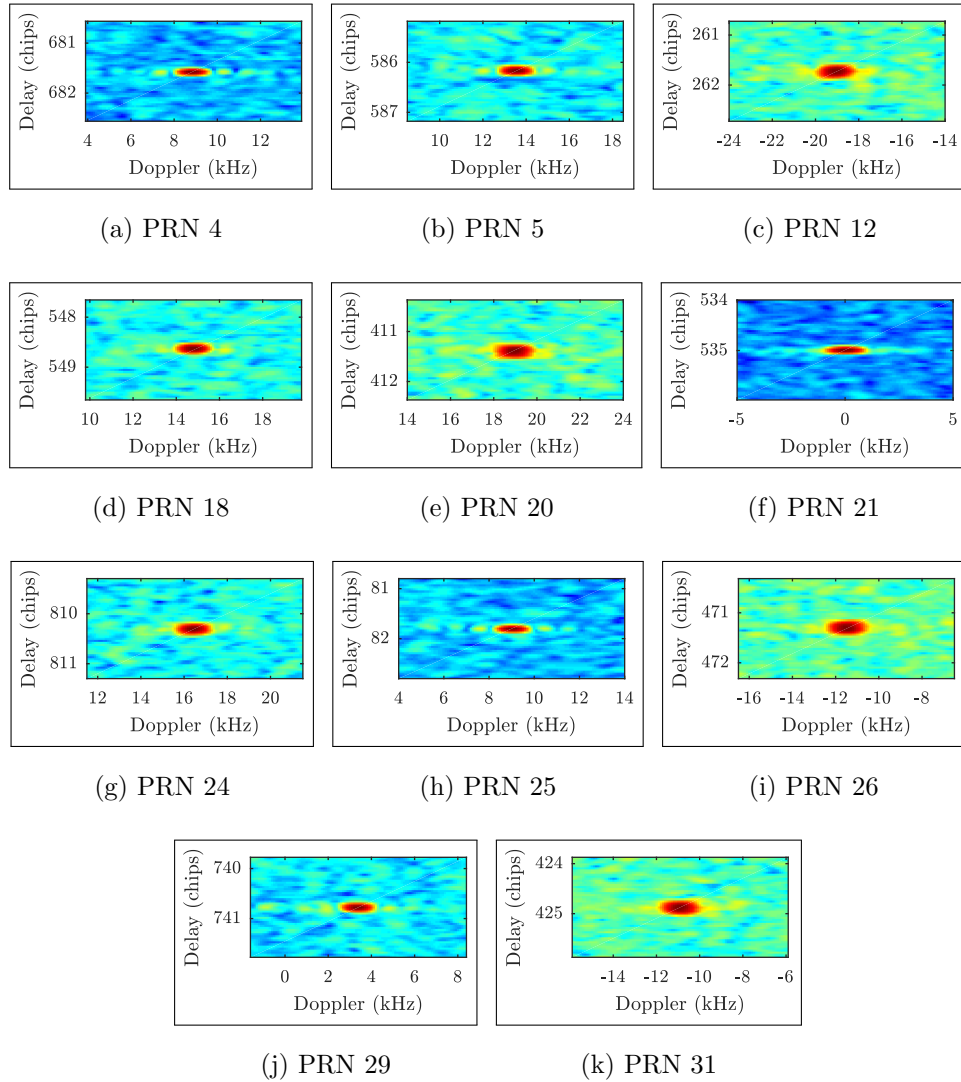 Delay (chips)
681
682
4 6 8 10 12
Doppler (kHz)
(a) PRN 4
Delay (chips)
586
587
10 12 14 16 18
Doppler (kHz)
(b) PRN 5
Delay (chips)
261
262
-24 -22 -20 -18 -16 -14
Doppler (kHz)
(c) PRN 12
Delay (chips)
548
549
10 12 14 16 18
Doppler (kHz)
(d) PRN 18
Delay (chips)
411
412
14 16 18 20 22 24
Doppler (kHz)
(e) PRN 20
Delay (chips)
534
535
-5 0 5
Doppler (kHz)
(f) PRN 21
Delay (chips)
810
811
12 14 16 18 20
Doppler (kHz)
(g) PRN 24
Delay (chips)
81
82
4 6 8 10 12 14
Doppler (kHz)
(h) PRN 25
Delay (chips)
471
472
-16 -14 -12 -10 -8
Doppler (kHz)
(i) PRN 26
Delay (chips)
740
741
0 2 4 6 8
Doppler (kHz)
(j) PRN 29
Delay (chips)
424
425
-14 -12 -10 -8 -6
Doppler (kHz)
(k) PRN 31